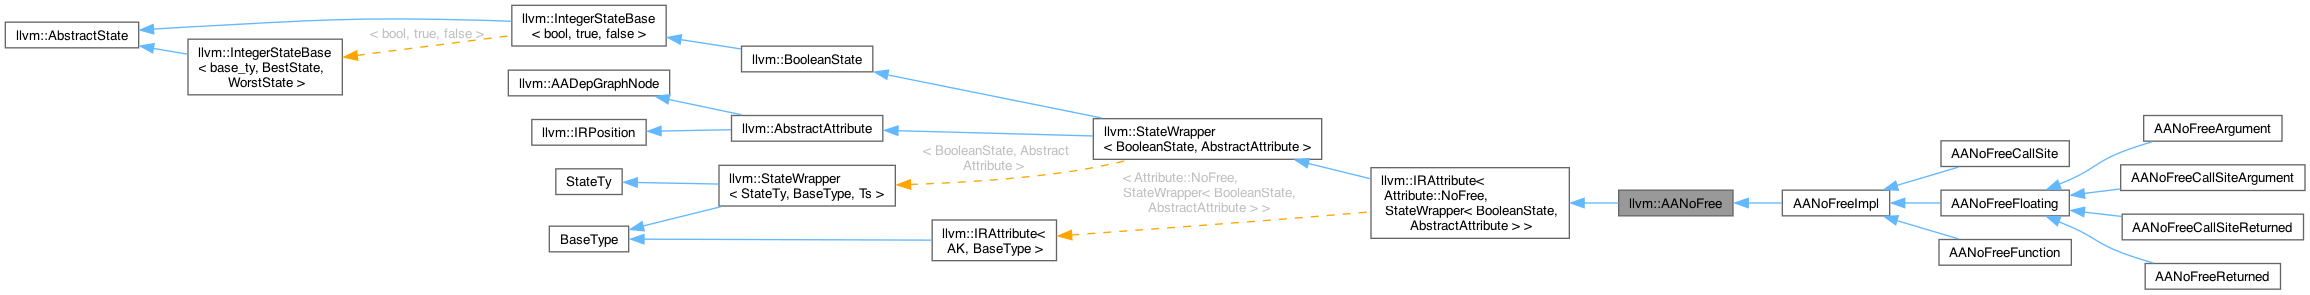 llvm::AbstractState
llvm::IntegerStateBase
< base_ty, BestState,
WorstState >
< bool, true, false >
llvm::IntegerStateBase
< bool, true, false >
llvm::AADepGraphNode
llvm::IRPosition
StateTy
BaseType
llvm::BooleanState
llvm::AbstractAttribute
llvm::StateWrapper
< StateTy, BaseType, Ts >
< BooleanState, Abstract
Attribute >
llvm::IRAttribute<
AK, BaseType >
llvm::StateWrapper
< BooleanState, AbstractAttribute >
< Attribute::NoFree,
StateWrapper< BooleanState,
AbstractAttribute > >
llvm::IRAttribute<
Attribute::NoFree,
StateWrapper< BooleanState,
AbstractAttribute > >
llvm::AANoFree
AANoFreeImpl
AANoFreeCallSite
AANoFreeFloating
AANoFreeFunction
AANoFreeArgument
AANoFreeCallSiteArgument
AANoFreeCallSiteReturned
AANoFreeReturned